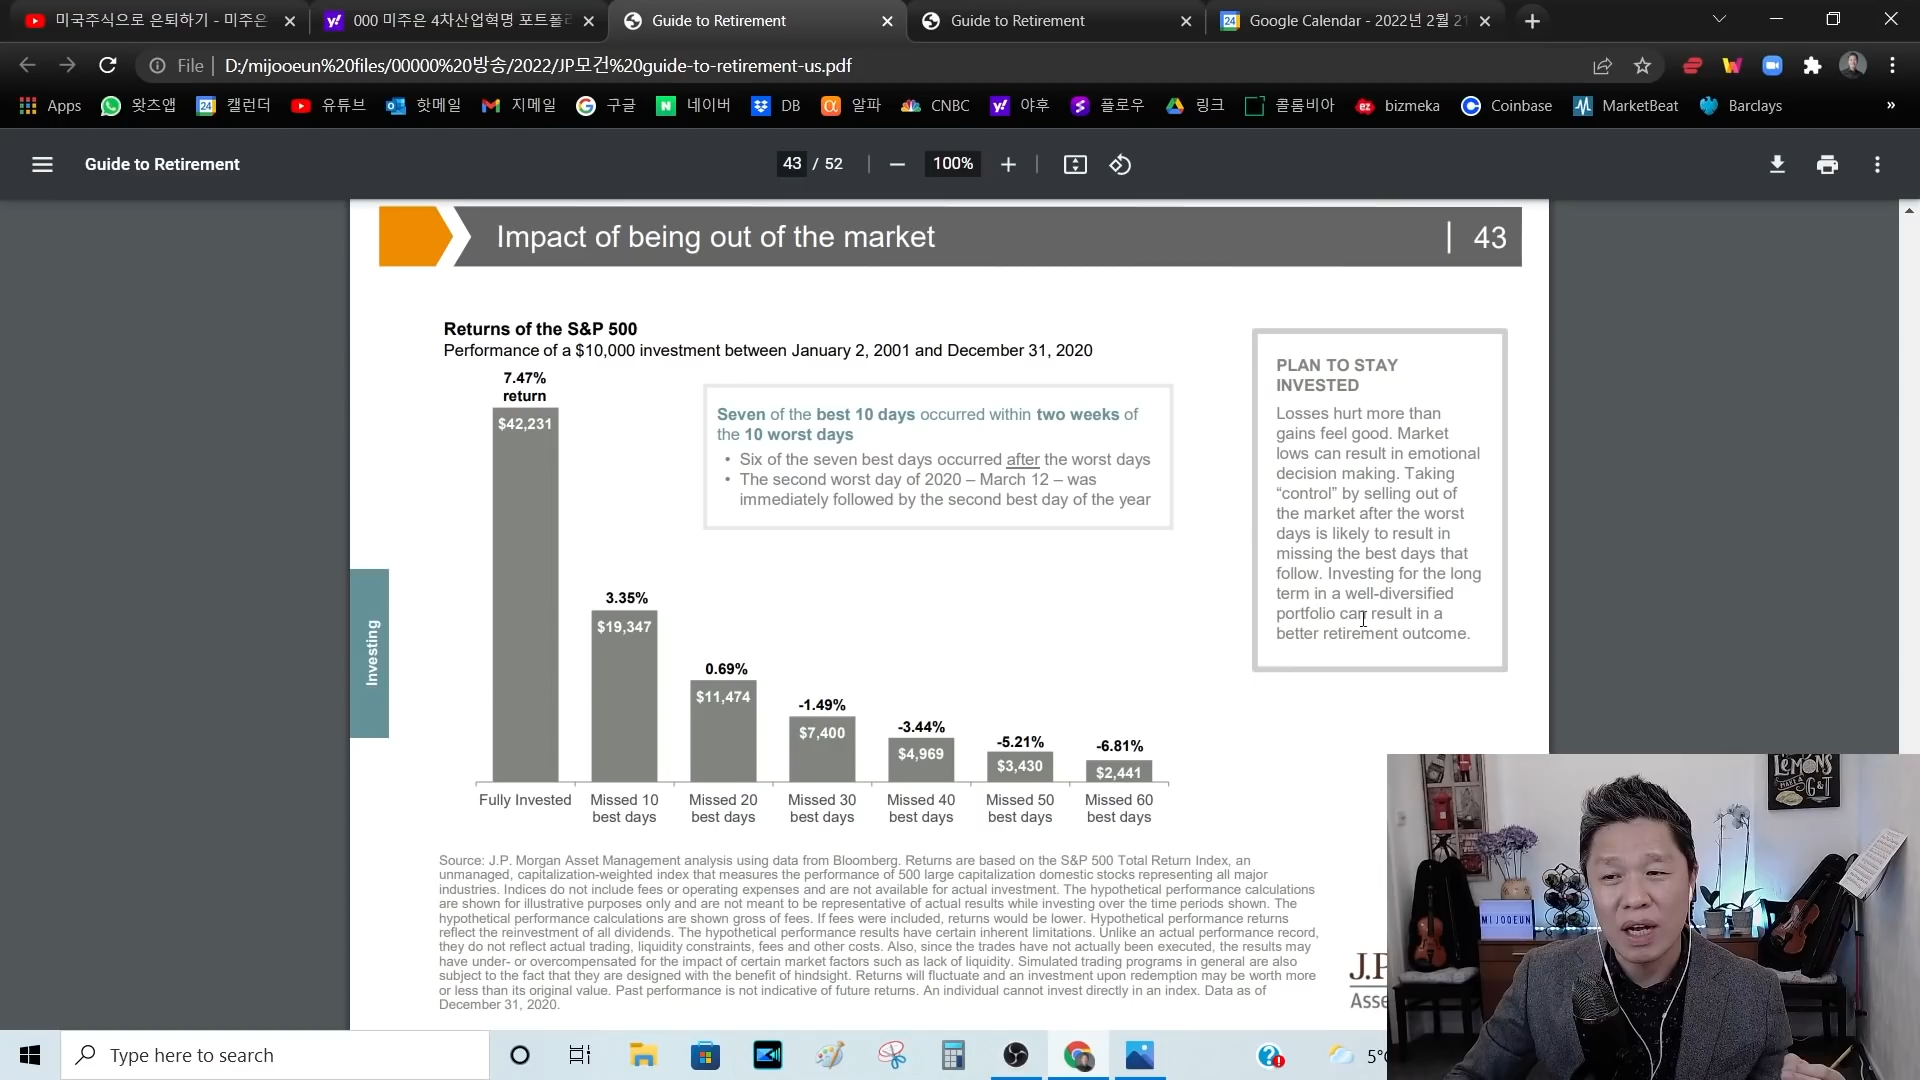 미국주식으로 은퇴하기 - 미주은
000 미주은 4차산업혁명 포트폴리
Guide to Retirement
Guide to Retirement
Google Calendar - 2022년 2월 21
File
D:/mijooeun%20files/00000%20방송/2022/JP모건%20guide-to-retirement-us.pdf
Apps 왓츠앱 캘린더 유튜브 핫메일 지메일 구글 네이버 DB 알파 CNBC 야후 플로우 링크 콜롬비아 bizmeka Coinbase MarketBeat Barclays »
Guide to Retirement
43 / 52
100%
Impact of being out of the market
| 43
Returns of the S&P 500
Performance of a $10,000 investment between January 2, 2001 and December 31, 2020
7.47%
return
$42,231
Seven of the best 10 days occurred within two weeks of
the 10 worst days
• Six of the seven best days occurred after the worst days
• The second worst day of 2020 – March 12 – was
immediately followed by the second best day of the year
3.35%
$19,347
0.69%
$11,474
-1.49%
$7,400
-3.44%
$4,969
-5.21%
$3,430
-6.81%
$2,441
Fully Invested
Missed 10
best days
Missed 20
best days
Missed 30
best days
Missed 40
best days
Missed 50
best days
Missed 60
best days
PLAN TO STAY
INVESTED
Losses hurt more than
gains feel good. Market
lows can result in emotional
decision making. Taking
“control” by selling out of
the market after the worst
days is likely to result in
missing the best days that
follow. Investing for the long
term in a well-diversified
portfolio can result in a
better retirement outcome.
Investing
Source: J.P. Morgan Asset Management analysis using data from Bloomberg. Returns are based on the S&P 500 Total Return Index, an
unmanaged, capitalization-weighted index that measures the performance of 500 large capitalization domestic stocks representing all major
industries. Indices do not include fees or operating expenses and are not available for actual investment. The hypothetical performance calculations
are shown for illustrative purposes only and are not meant to be representative of actual results while investing over the time periods shown. The
hypothetical performance calculations are shown gross of fees. If fees were included, returns would be lower. Hypothetical performance returns
reflect the reinvestment of all dividends. The hypothetical performance results have certain inherent limitations. Unlike an actual performance record,
they do not reflect actual trading, liquidity constraints, fees and other costs. Also, since the trades have not actually been executed, the results may
have under- or overcompensated for the impact of certain market factors such as lack of liquidity. Simulated trading programs in general are also
subject to the fact that they are designed with the benefit of hindsight. Returns will fluctuate and an investment upon redemption may be worth more
or less than its original value. Past performance is not indicative of future returns. An individual cannot invest directly in an index. Data as of
December 31, 2020.
J.P
Asse
LEMONS
MAKE A
G&T
MIJOOEUN
Type here to search
5°C